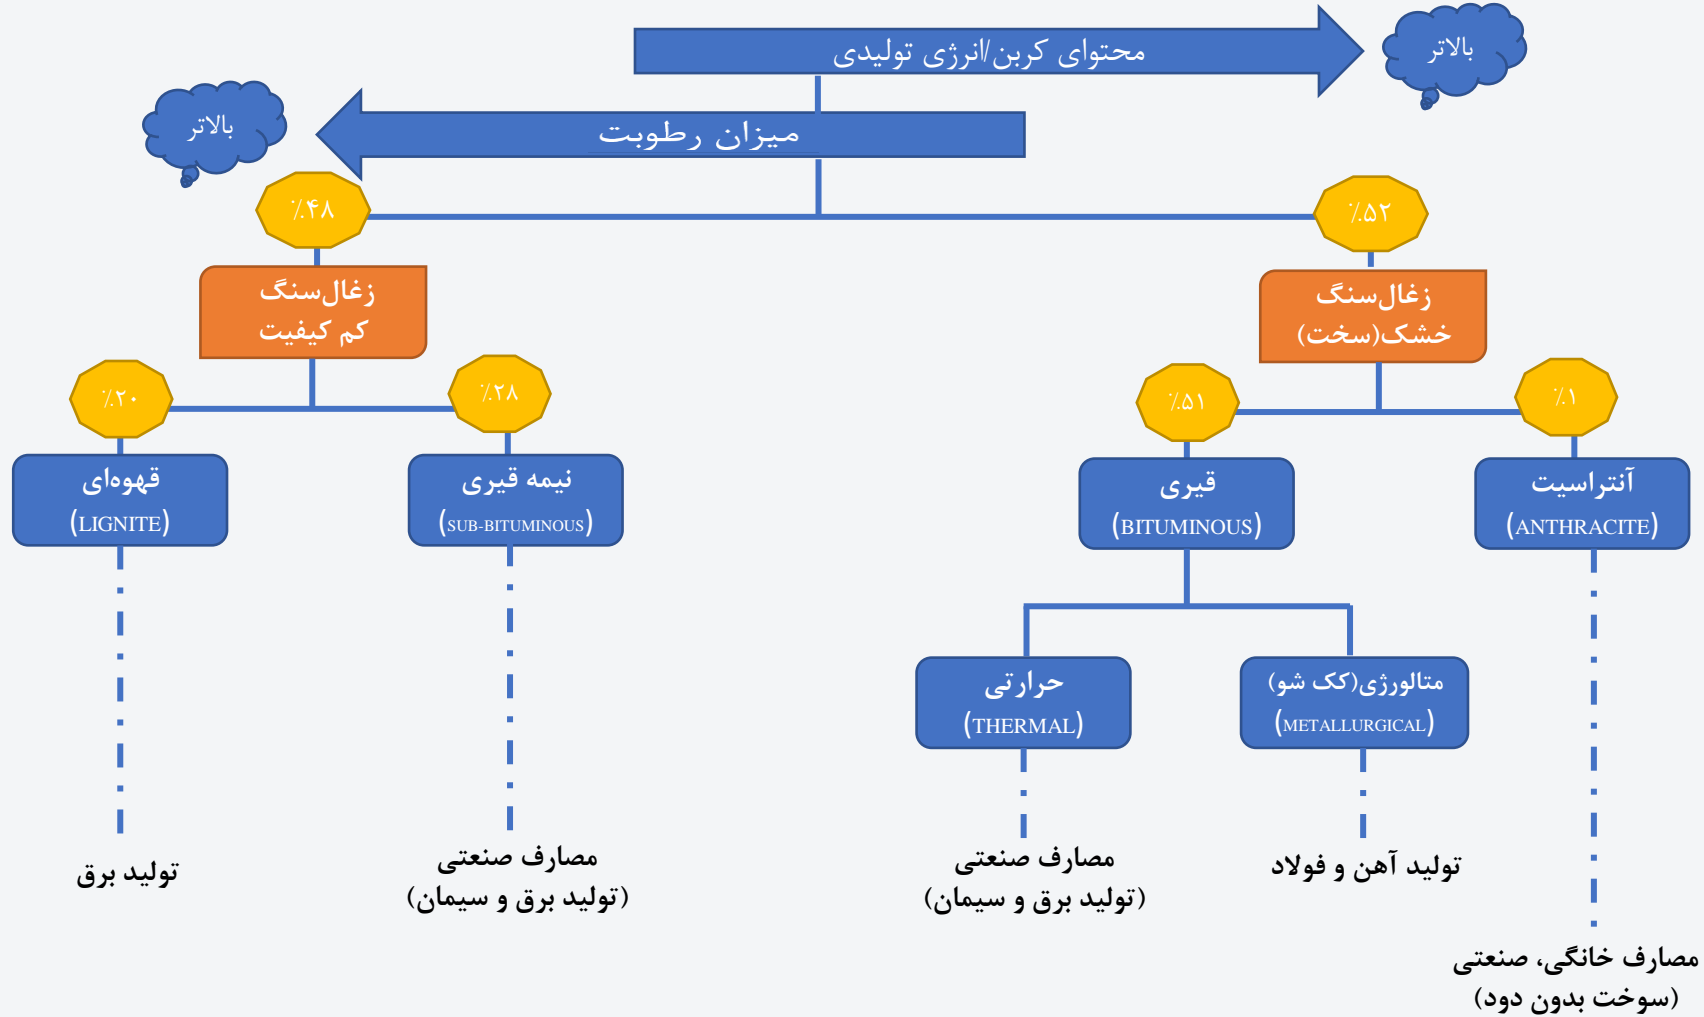 محتوای کربن/انرژی تولیدی
بالاتر
میزان رطوبت
بالاتر
٪۵۲
٪۴۸
زغال‌سنگ
خشک(سخت)
زغال‌سنگ
کم کیفیت
٪۱
٪۵۱
٪۲۸
٪۲۰
آنتراسیت
(ANTHRACITE)
قیری
(BITUMINOUS)
نیمه قیری
(SUB-BITUMINOUS)
قهوه‌ای
(LIGNITE)
متالورژی(کک شو)
(METALLURGICAL)
حرارتی
(THERMAL)
تولید آهن و فولاد
مصارف صنعتی
(تولید برق و سیمان)
مصارف صنعتی
(تولید برق و سیمان)
تولید برق
مصارف خانگی، صنعتی
(سوخت بدون دود)